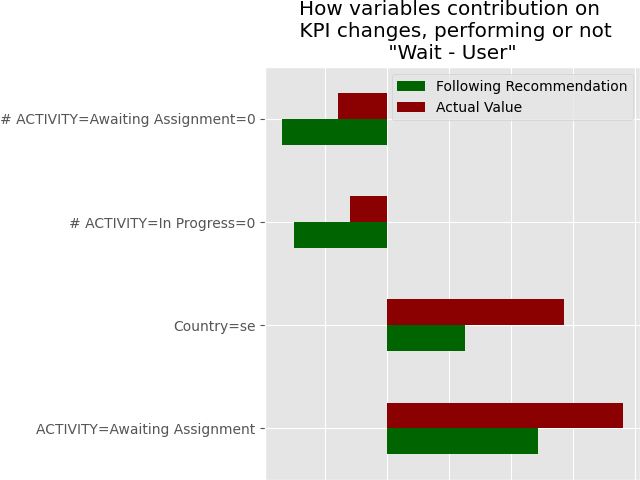 How variables contribution on
KPI changes, performing or not
"Wait - User"
Following Recommendation
Actual Value
# ACTIVITY=Awaiting Assignment=0
# ACTIVITY=In Progress=0
Country=se
ACTIVITY=Awaiting Assignment